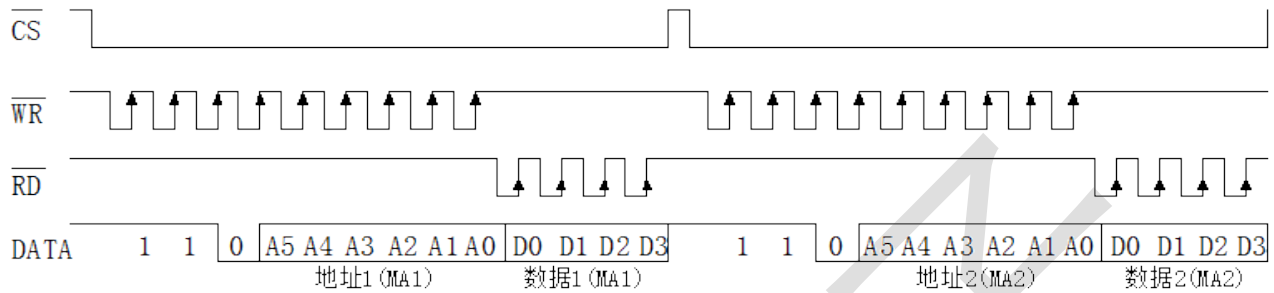 CS
WR
RD
DATA 1 1 0 A5 A4 A3 A2 A1 A0 D0 D1 D2 D3 1 1 0 A5 A4 A3 A2 A1 A0 D0 D1 D2 D3
地址1(MA1) 数据1(MA1) 地址2(MA2) 数据2(MA2)